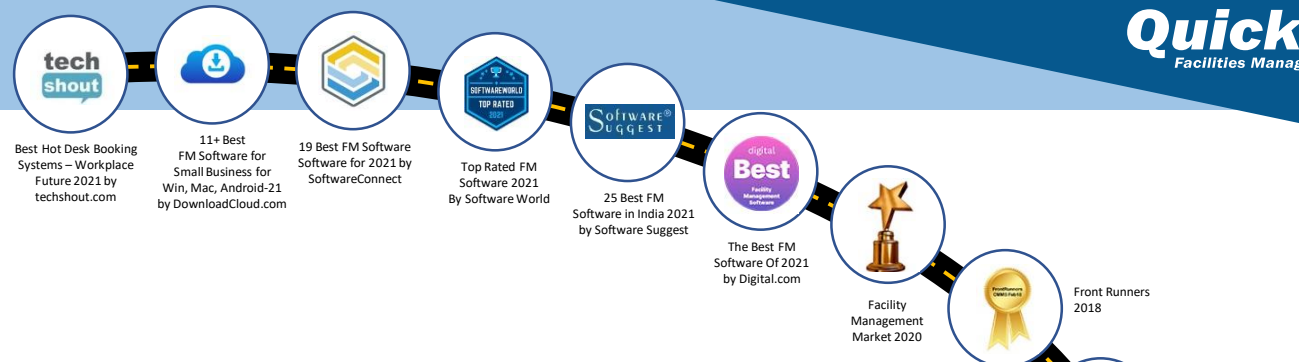 Quick
Facilities Manag
tech
shout
Best Hot Desk Booking
Systems – Workplace
Future 2021 by
techshout.com
11+ Best
FM Software for
Small Business for
Win, Mac, Android-21
by DownloadCloud.com
19 Best FM Software
Software for 2021 by
SoftwareConnect
SOFTWAREWORLD
TOP RATED
2021
Top Rated FM
Software 2021
By Software World
SOFTWARE®
SUGGEST
25 Best FM
Software in India 2021
by Software Suggest
digital
Best
Facility
Management
Software
The Best FM
Software Of 2021
by Digital.com
Facility
Management
Market 2020
FrontRunners
Front Runners
2018